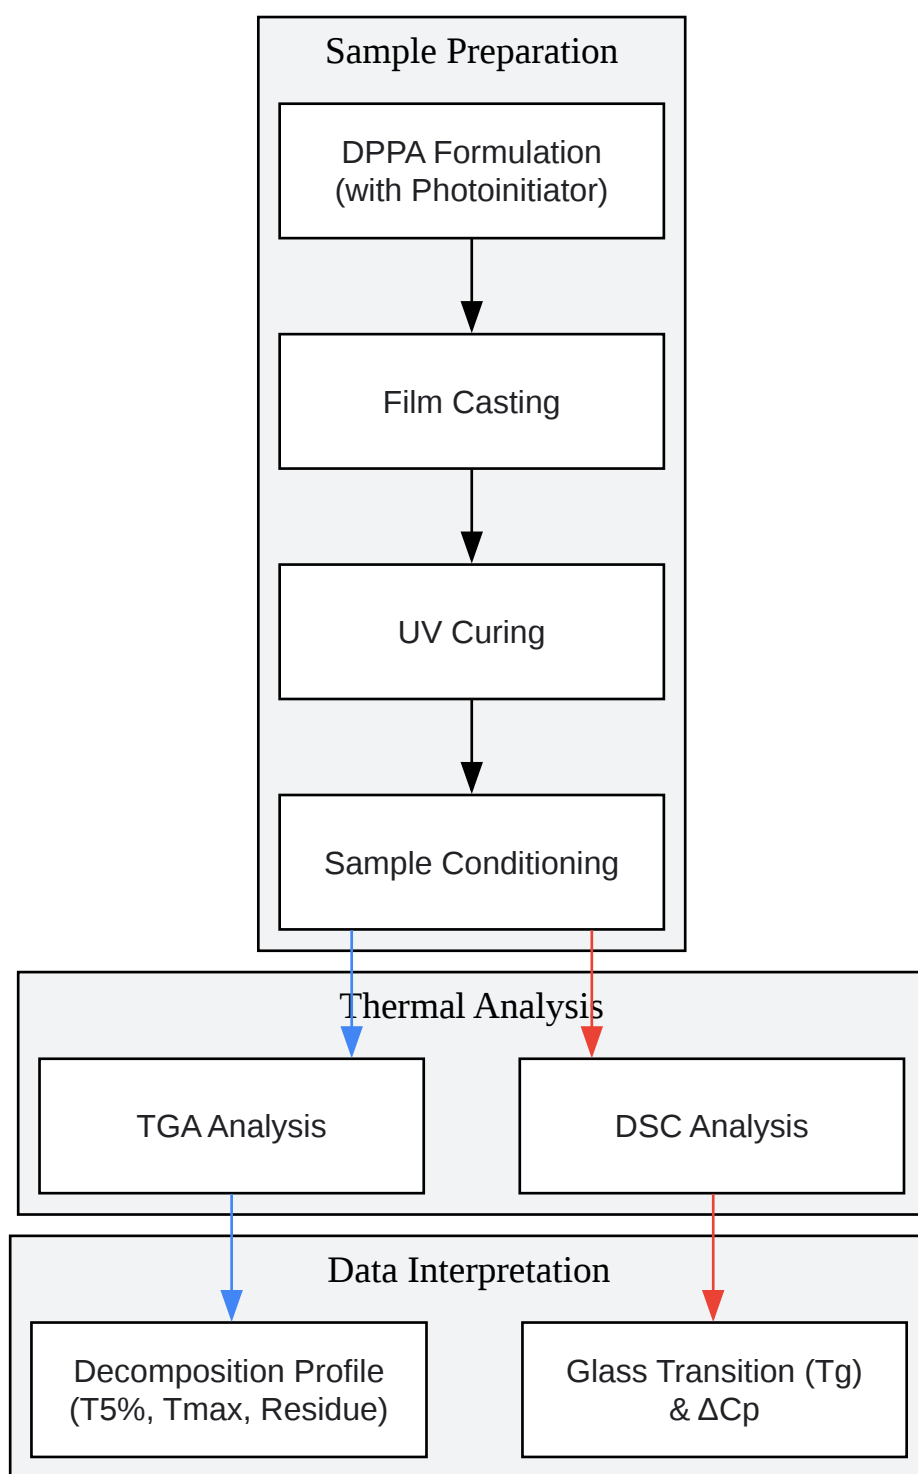 Sample Preparation
DPPA Formulation
(with Photoinitiator)
Film Casting
UV Curing
Sample Conditioning
Thermal Analysis
TGA Analysis
DSC Analysis
Data Interpretation
Decomposition Profile
(T5%, Tmax, Residue)
Glass Transition (Tg)
& ΔCp